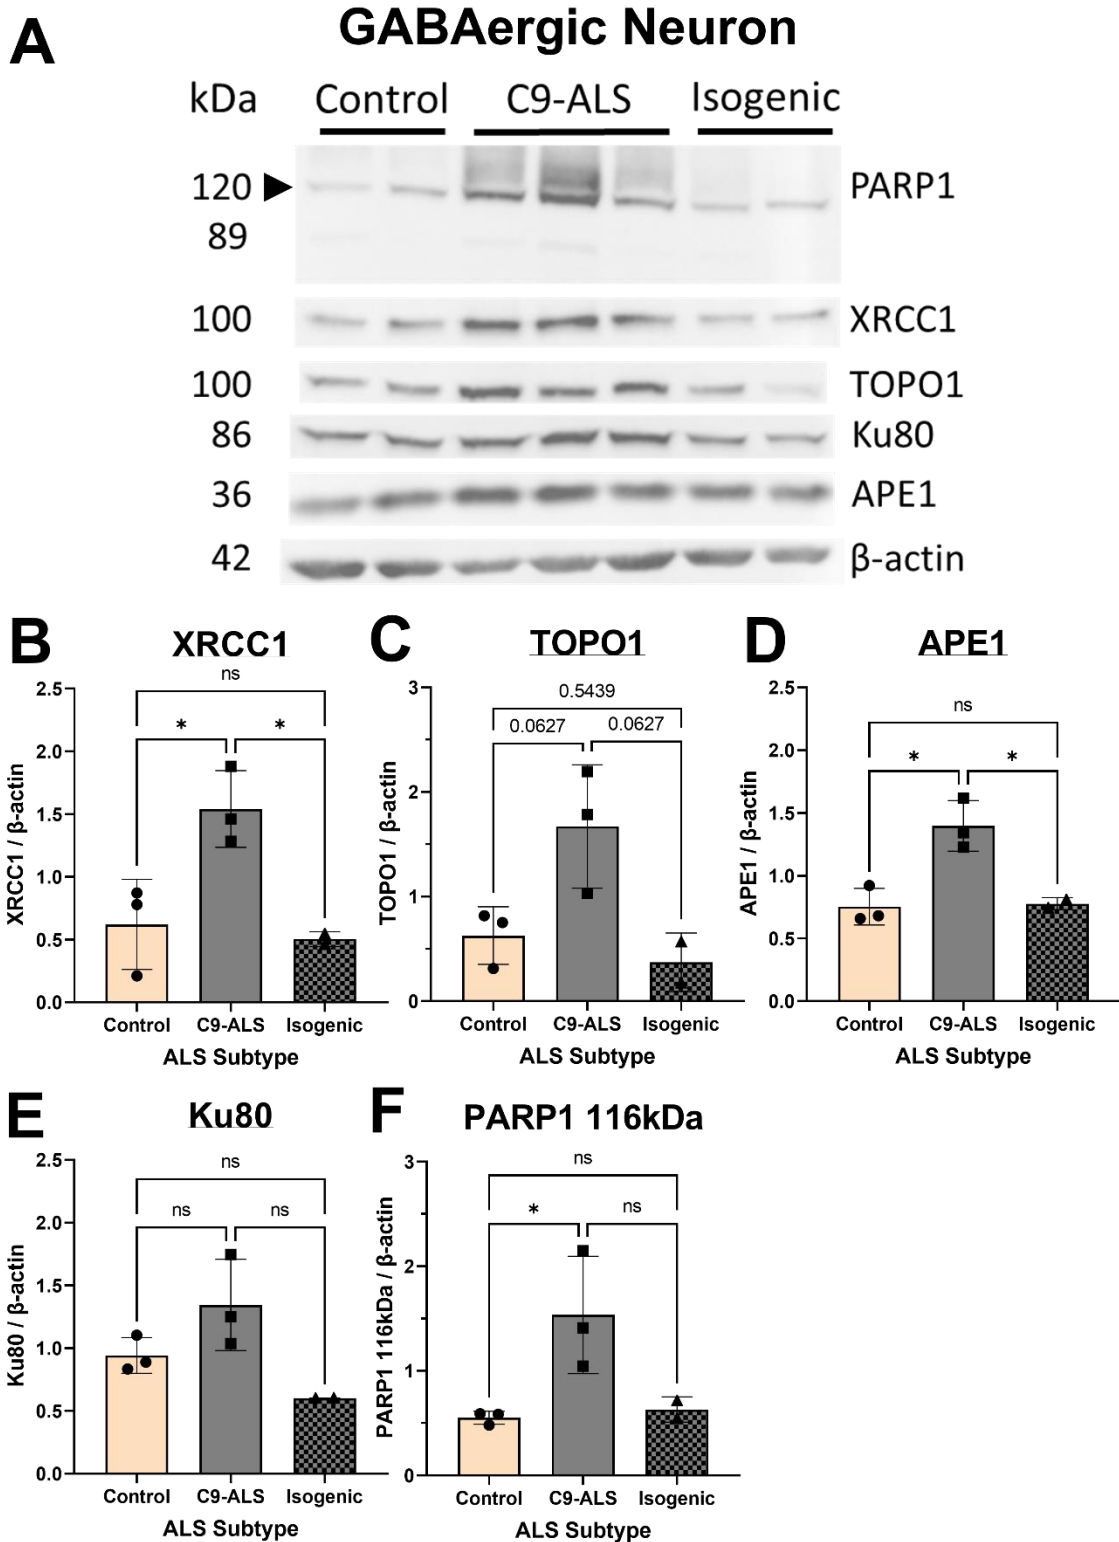 A
GABAergic Neuron
kDa Control C9-ALS Isogenic
120 PARP1
89
100 XRCC1
100 TOPO1
86 Ku80
36 APE1
42 β-actin
B XRCC1
ns
* *
2.5
2.0
1.5
1.0
0.5
0.0
XRCC1 / β-actin
Control C9-ALS Isogenic
ALS Subtype
C TOPO1
0.5439
0.0627 0.0627
3
2
1
0
TOPO1 / β-actin
Control C9-ALS Isogenic
ALS Subtype
D APE1
ns
* *
2.5
2.0
1.5
1.0
0.5
0.0
APE1 / β-actin
Control C9-ALS Isogenic
ALS Subtype
E Ku80
ns
ns ns
2.5
2.0
1.5
1.0
0.5
0.0
Ku80 / β-actin
Control C9-ALS Isogenic
ALS Subtype
F PARP1 116kDa
ns
* ns
3
2
1
0
PARP1 116kDa / β-actin
Control C9-ALS Isogenic
ALS Subtype